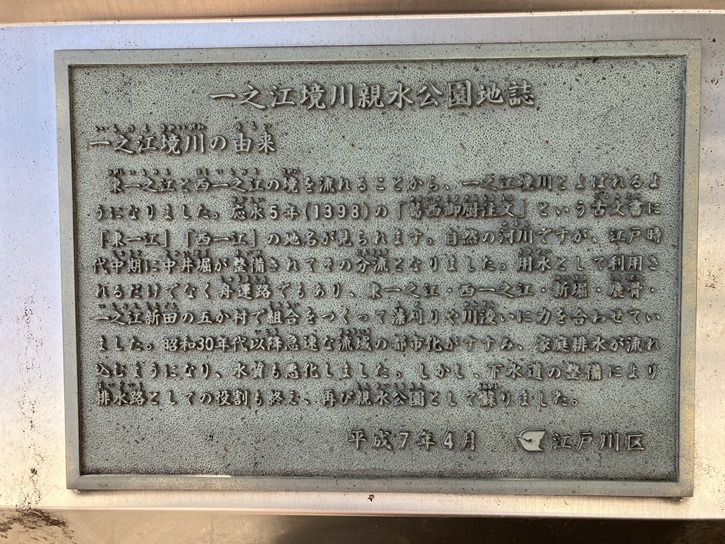 一之江境川親水公園地誌
一之江境川の由来
東一之江と西一之江の境を流れることから、一之江境川とよばれるよ
うになりました。応永5年(1398)の「葛西御厨注文」という古文書に
「東一江」「西一江」の地名が見られます。自然の河川ですが、江戸時
代中期に中井堀が整備されてその分流となりました。用水として利用さ
れるだけでなく舟運路でもあり、東一之江・西一之江・新堀・鹿骨・
一之江新田の五か村で組合をつくって藻刈りや川浚いに力を合わせてい
ました。昭和30年代以降急速な流域の都市化がすすみ、家庭排水が流れ
込むようになり、水質も悪化しました。しかし、下水道の整備により
排水路としての役割も終え、再び親水公園として蘇りました。
平成7年4月 江戸川区